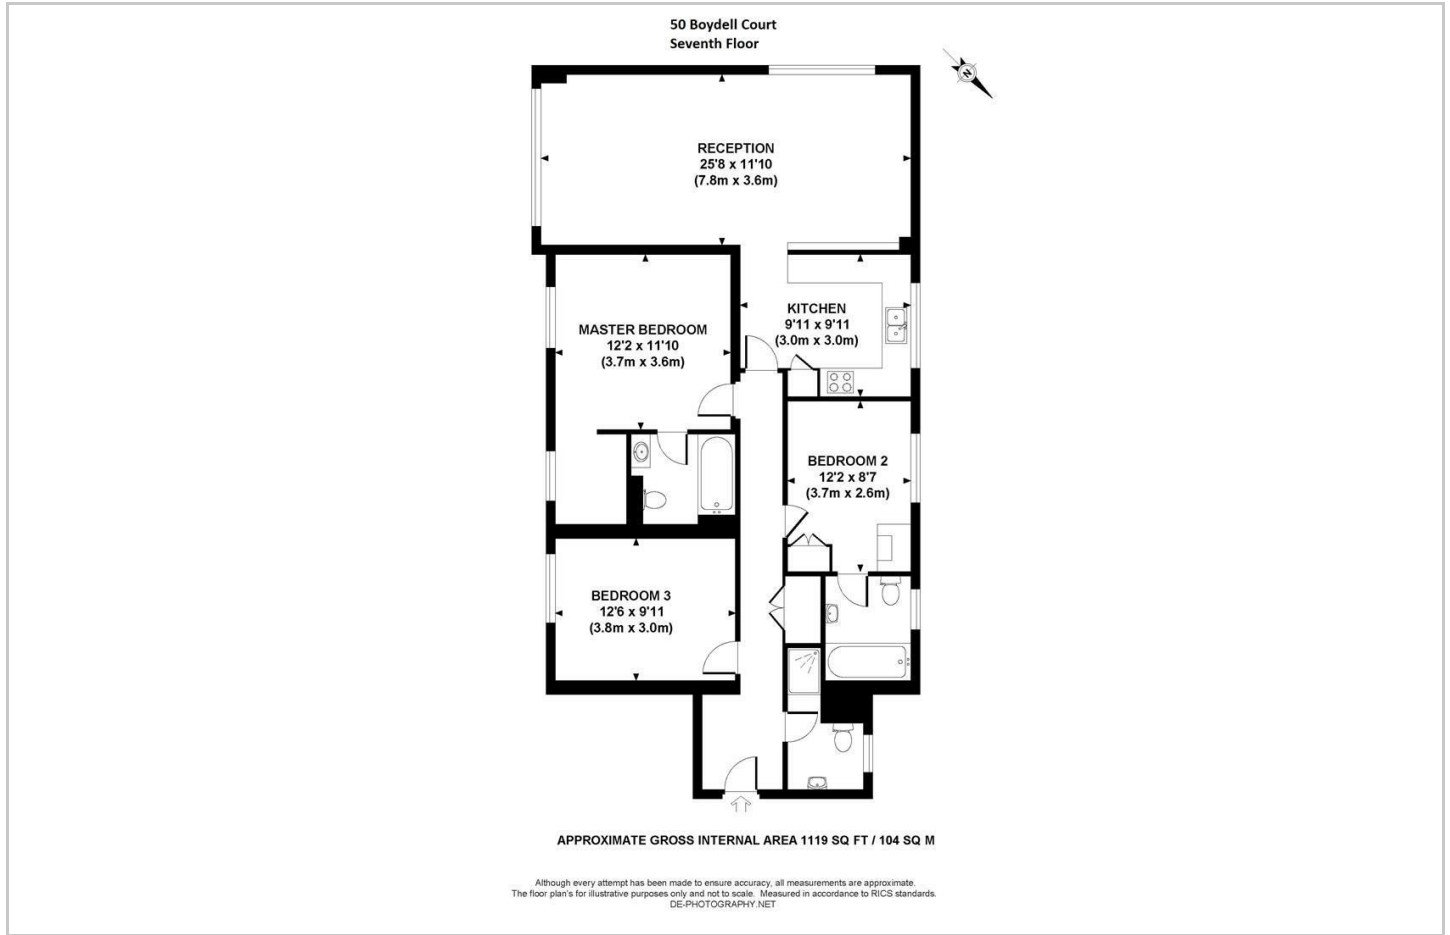 50 Boydell Court
Seventh Floor
N
RECEPTION
25'8 x 11'10
(7.8m x 3.6m)
KITCHEN
9'11 x 9'11
(3.0m x 3.0m)
MASTER BEDROOM
12'2 x 11'10
(3.7m x 3.6m)
BEDROOM 2
12'2 x 8'7
(3.7m x 2.6m)
BEDROOM 3
12'6 x 9'11
(3.8m x 3.0m)
APPROXIMATE GROSS INTERNAL AREA 1119 SQ FT / 104 SQ M
Although every attempt has been made to ensure accuracy, all measurements are approximate.
The floor plan's for illustrative purposes only and not to scale. Measured in accordance to RICS standards.
DE-PHOTOGRAPHY.NET